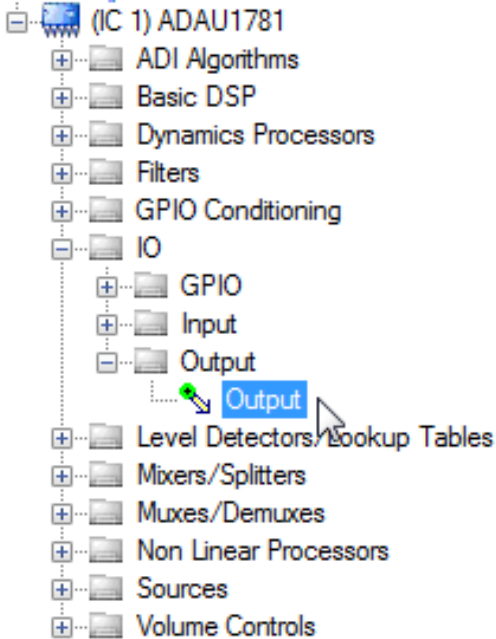 (IC 1) ADAU1781
ADI Algorithms
Basic DSP
Dynamics Processors
Filters
GPIO Conditioning
IO
GPIO
Input
Output
Output
Level Detectors/Lookup Tables
Mixers/Splitters
Muxes/Demuxes
Non Linear Processors
Sources
Volume Controls